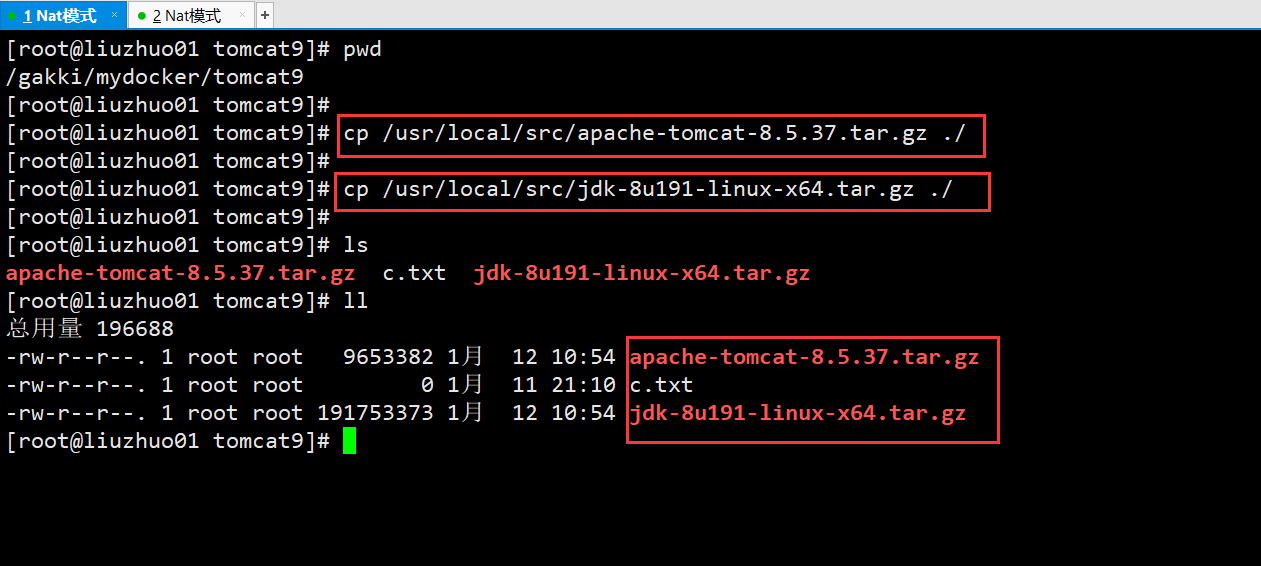 1 Nat模式 × 2 Nat模式 × +
[root@liuzhuo01 tomcat9]# pwd
/gakki/mydocker/tomcat9
[root@liuzhuo01 tomcat9]#
[root@liuzhuo01 tomcat9]# cp /usr/local/src/apache-tomcat-8.5.37.tar.gz ./
[root@liuzhuo01 tomcat9]#
[root@liuzhuo01 tomcat9]# cp /usr/local/src/jdk-8u191-linux-x64.tar.gz ./
[root@liuzhuo01 tomcat9]#
[root@liuzhuo01 tomcat9]# ls
apache-tomcat-8.5.37.tar.gz  c.txt  jdk-8u191-linux-x64.tar.gz
[root@liuzhuo01 tomcat9]# ll
总用量 196688
-rw-r--r--. 1 root root   9653382 1月  12 10:54 apache-tomcat-8.5.37.tar.gz
-rw-r--r--. 1 root root         0 1月  11 21:10 c.txt
-rw-r--r--. 1 root root 191753373 1月  12 10:54 jdk-8u191-linux-x64.tar.gz
[root@liuzhuo01 tomcat9]#